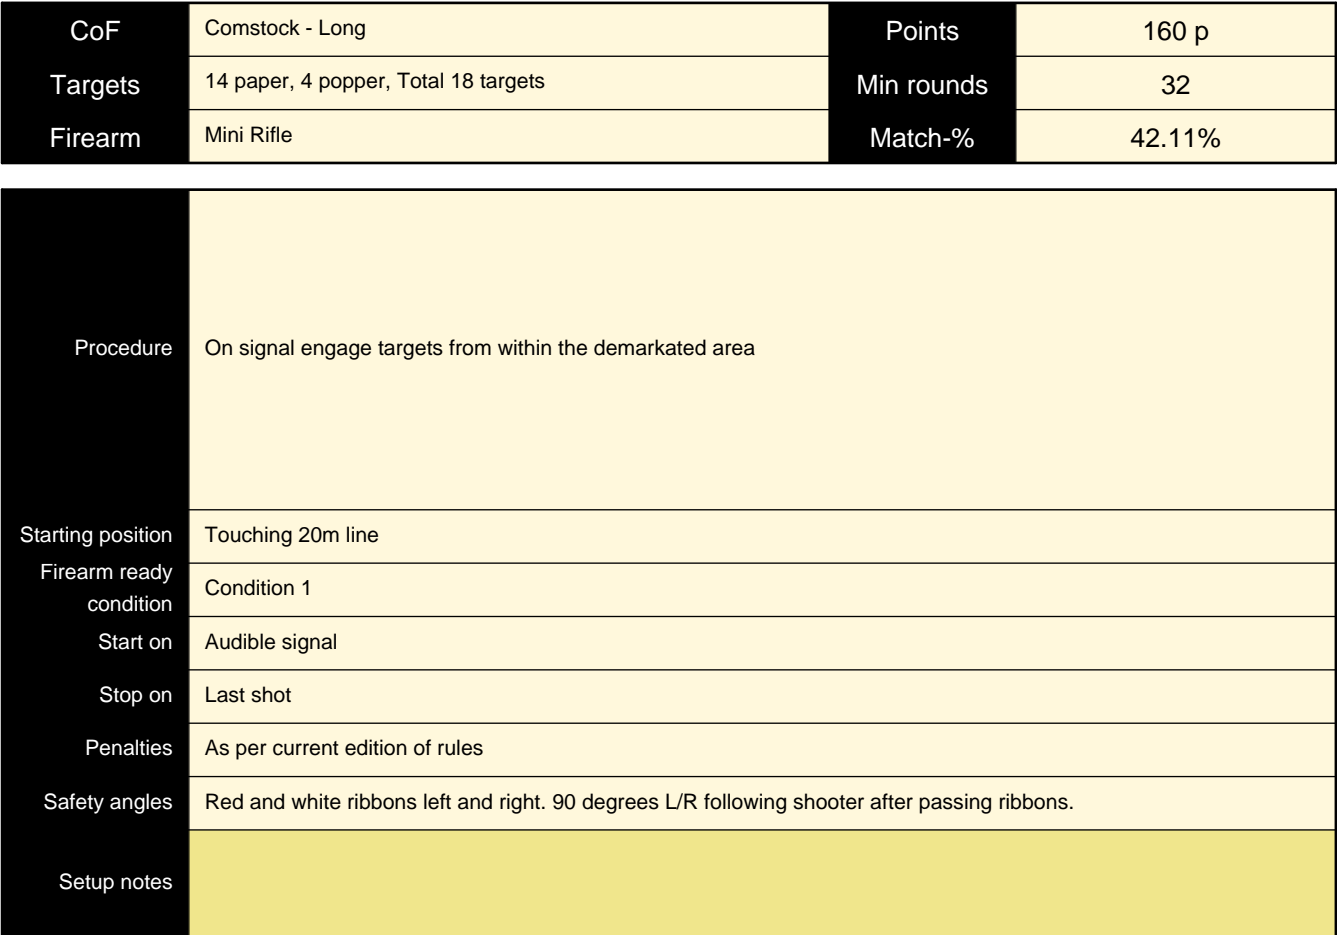 CoF Comstock - Long Points 160 p
Targets 14 paper, 4 popper, Total 18 targets Min rounds 32
Firearm Mini Rifle Match-% 42.11%
Procedure On signal engage targets from within the demarkated area
Starting position Touching 20m line
Firearm ready
condition Condition 1
Start on Audible signal
Stop on Last shot
Penalties As per current edition of rules
Safety angles Red and white ribbons left and right. 90 degrees L/R following shooter after passing ribbons.
Setup notes